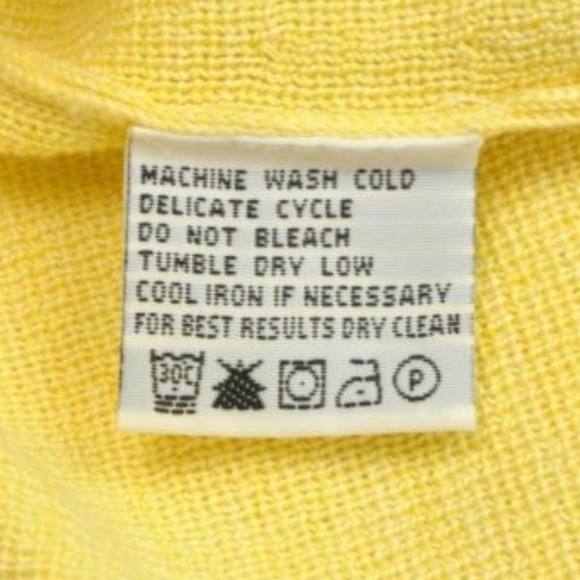 MACHINE WASH COLD
DELICATE CYCLE
DO NOT BLEACH
TUMBLE DRY LOW
COOL IRON IF NECESSARY
FOR BEST RESULTS DRY CLEAN
30C P